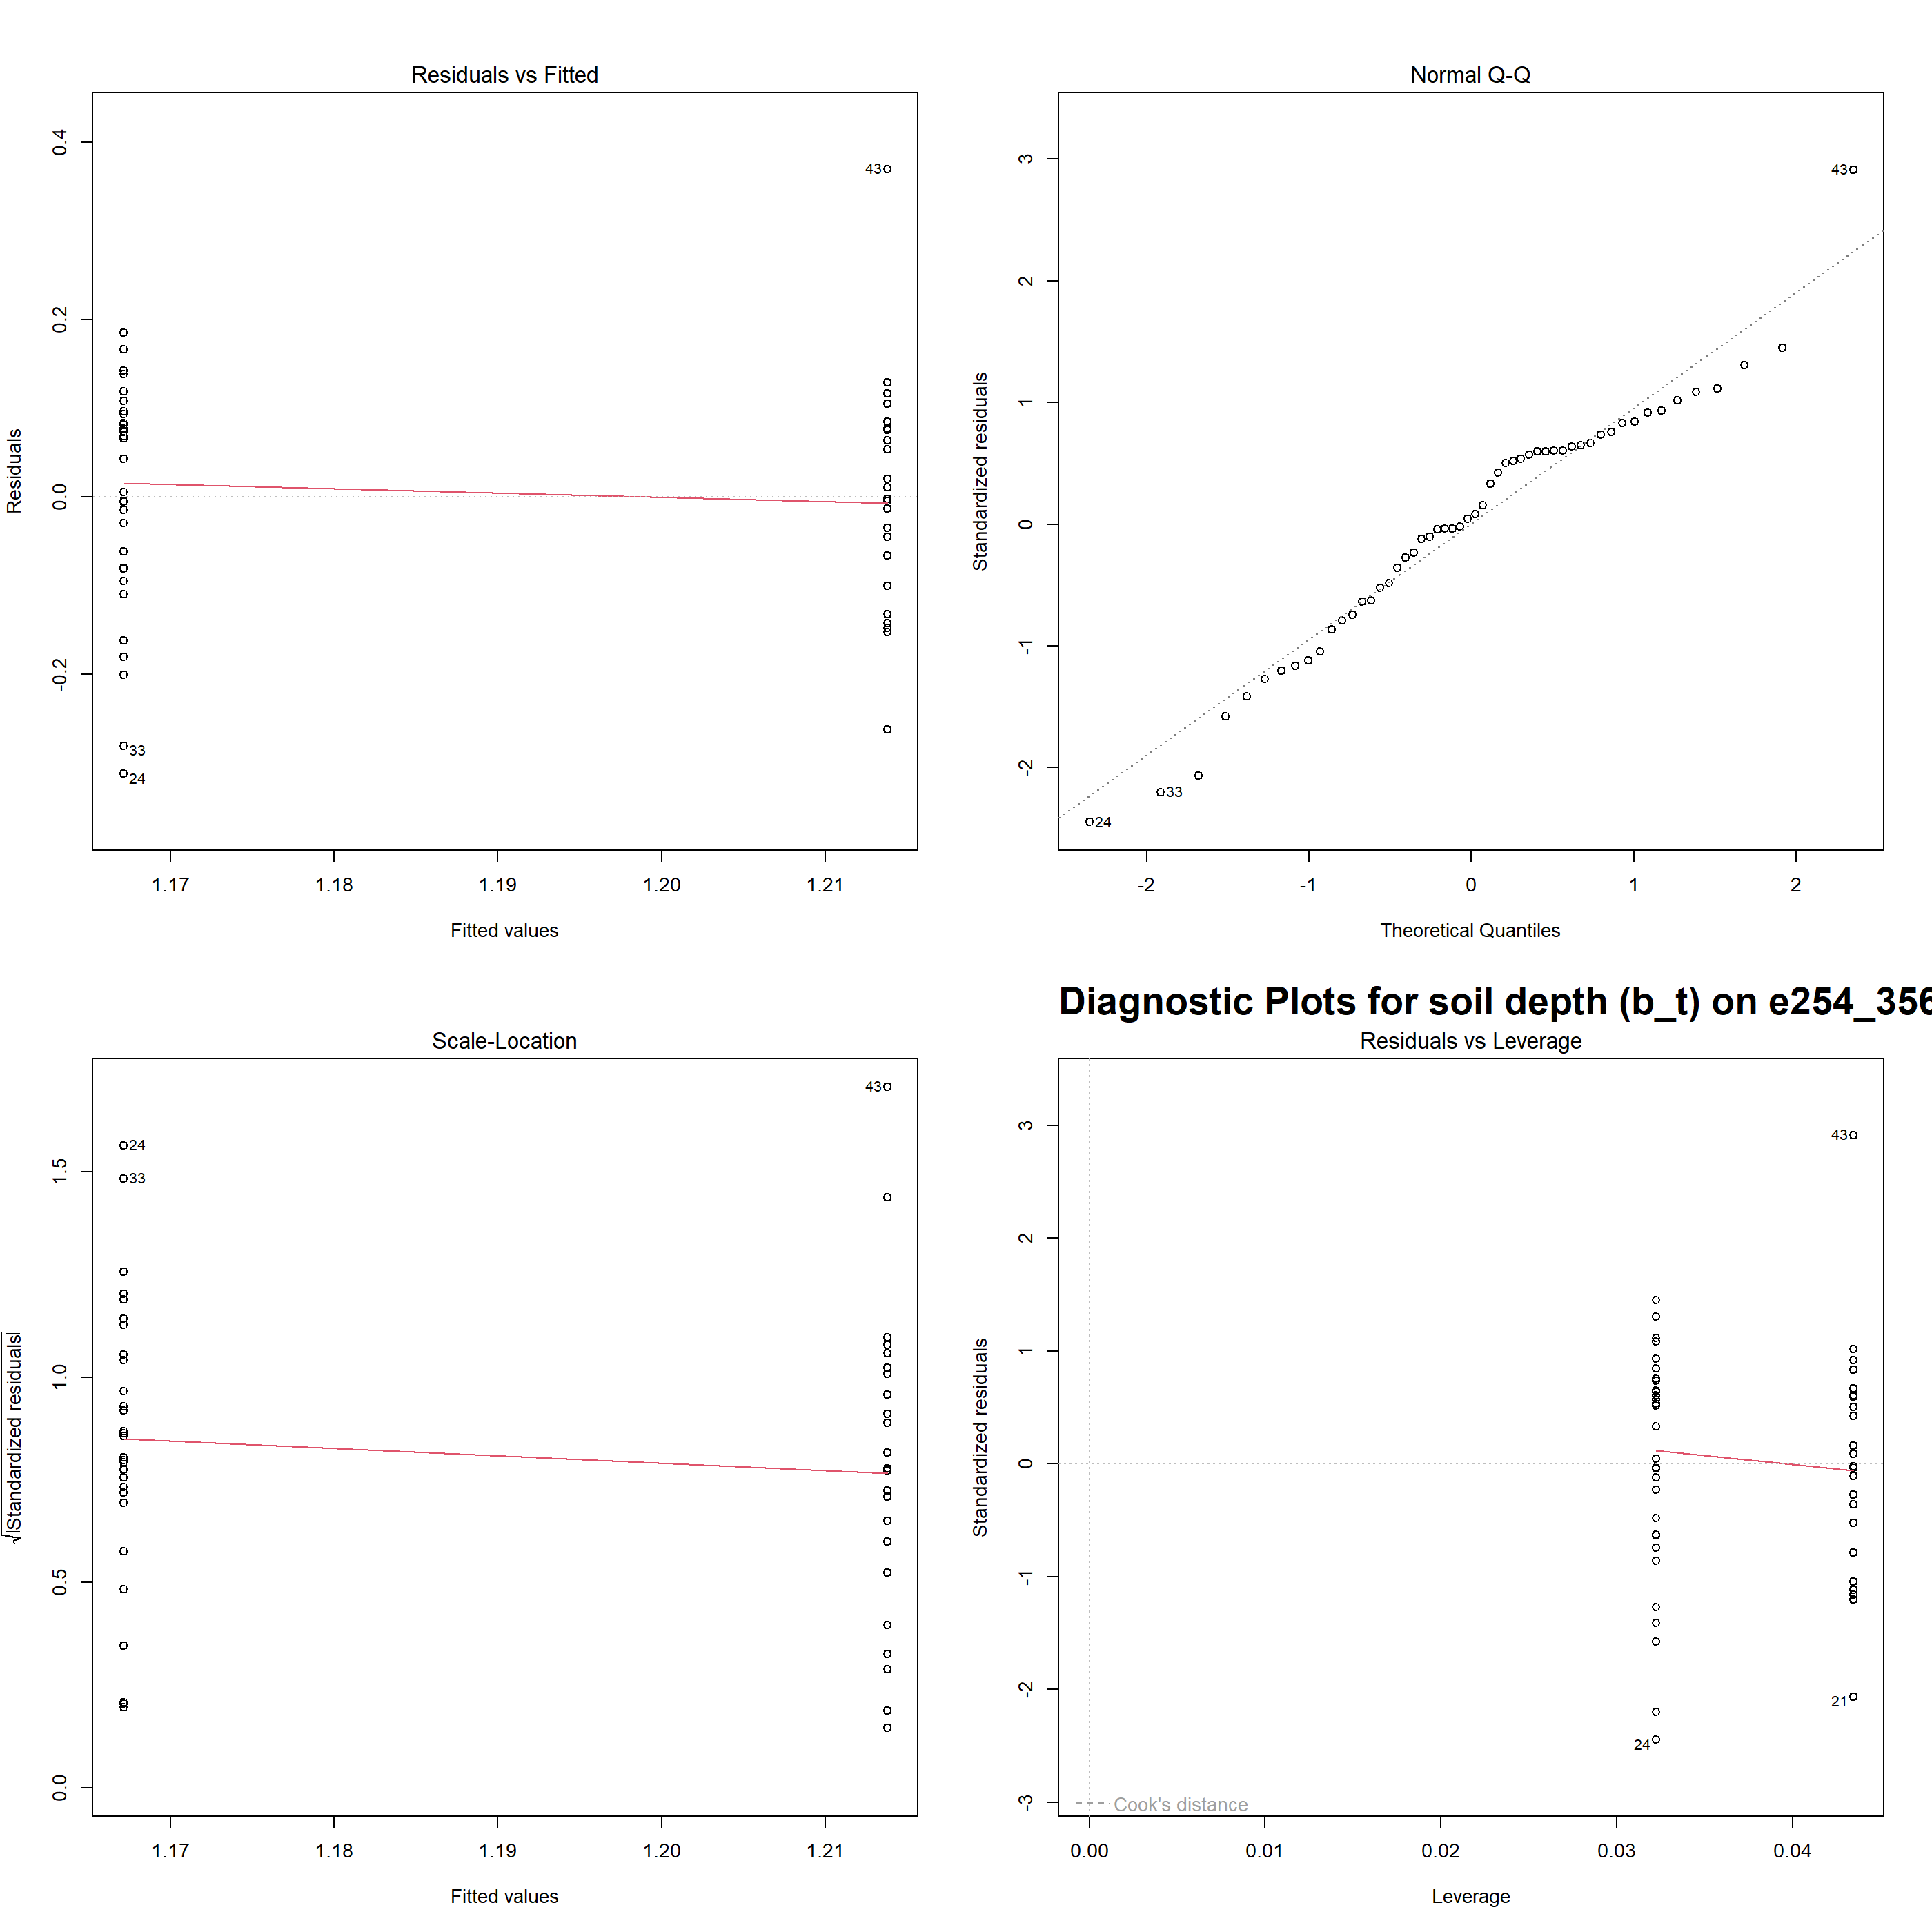 Residuals vs Fitted
Residuals
0.4
0.2
0.0
-0.2
43
33
24
1.17 1.18 1.19 1.20 1.21
Fitted values
Normal Q-Q
Standardized residuals
3
2
1
0
-1
-2
43
33
24
-2 -1 0 1 2
Theoretical Quantiles
Scale-Location
√|Standardized residuals|
1.5
1.0
0.5
0.0
43
24
33
1.17 1.18 1.19 1.20 1.21
Fitted values
Diagnostic Plots for soil depth (b_t) on e254_356
Residuals vs Leverage
Standardized residuals
3
2
1
0
-1
-2
-3
43
21
24
Cook's distance
0.00 0.01 0.02 0.03 0.04
Leverage